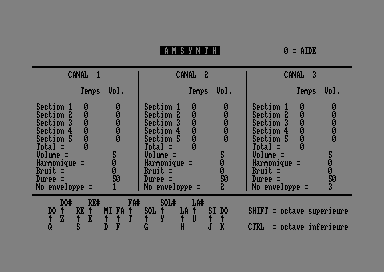 AMSYNTH 0 = AIDE
CANAL 1 CANAL 2 CANAL 3
Temps Vol. Temps Vol. Temps Vol.
Section 1 0 0 Section 1 0 0 Section 1 0 0
Section 2 0 0 Section 2 0 0 Section 2 0 0
Section 3 0 0 Section 3 0 0 Section 3 0 0
Section 4 0 0 Section 4 0 0 Section 4 0 0
Section 5 0 0 Section 5 0 0 Section 5 0 0
Total = 0 Total = 0 Total = 0
Volume = 5 Volume = 5 Volume = 5
Harmonique = 0 Harmonique = 0 Harmonique = 0
Bruit = 0 Bruit = 0 Bruit = 0
Duree = 50 Duree = 50 Duree = 50
No enveloppe = 1 No enveloppe = 2 No enveloppe = 3
DO# RE# FA# SOL# LA#
DO ↑ RE ↑ MI FA ↑ SOL ↑ LA ↑ SI DO SHIFT = octave superieure
↑ Z ↑ E ↑ ↑ T ↑ Y ↑ U ↑ ↑
Q S D F G H J K CTRL = octave inferieure